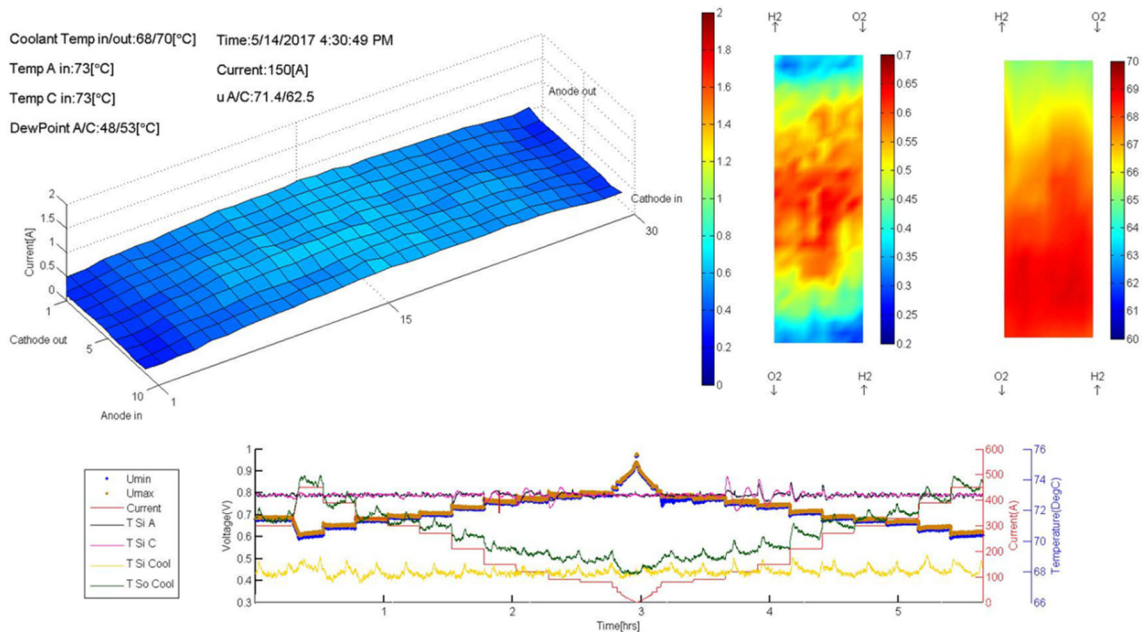 Coolant Temp in/out:68/70[°C] Time:5/14/2017 4:30:49 PM
Temp A in:73[°C] Current:150[A]
Temp C in:73[°C] u A/C:71.4/62.5
DewPoint A/C:48/53[°C]
Anode out
Cathode in
30
15
2
1.5
1
0.5
0
Current[A]
1
5
10
1
Cathode out
Anode in
2
1.8
1.6
1.4
1.2
1
0.8
0.6
0.4
0.2
0
H2 O2
↑ ↑
0.7
0.65
0.6
0.55
0.5
0.45
0.4
0.35
0.3
0.25
0.2
O2 H2
↓ ↑
H2 O2
↑ ↑
70
69
68
67
66
65
64
63
62
61
60
O2 H2
↓ ↓
Umin
Umax
Current
T Si A
T Si C
T Si Cool
T So Cool
1
0.9
0.8
0.7
0.6
0.5
0.4
0.3
Voltage(V)
1 2 3 4 5
Time[hrs]
600
500
400
300
200
100
0
Current(A)
76
74
72
70
68
66
Temperature(DegC)